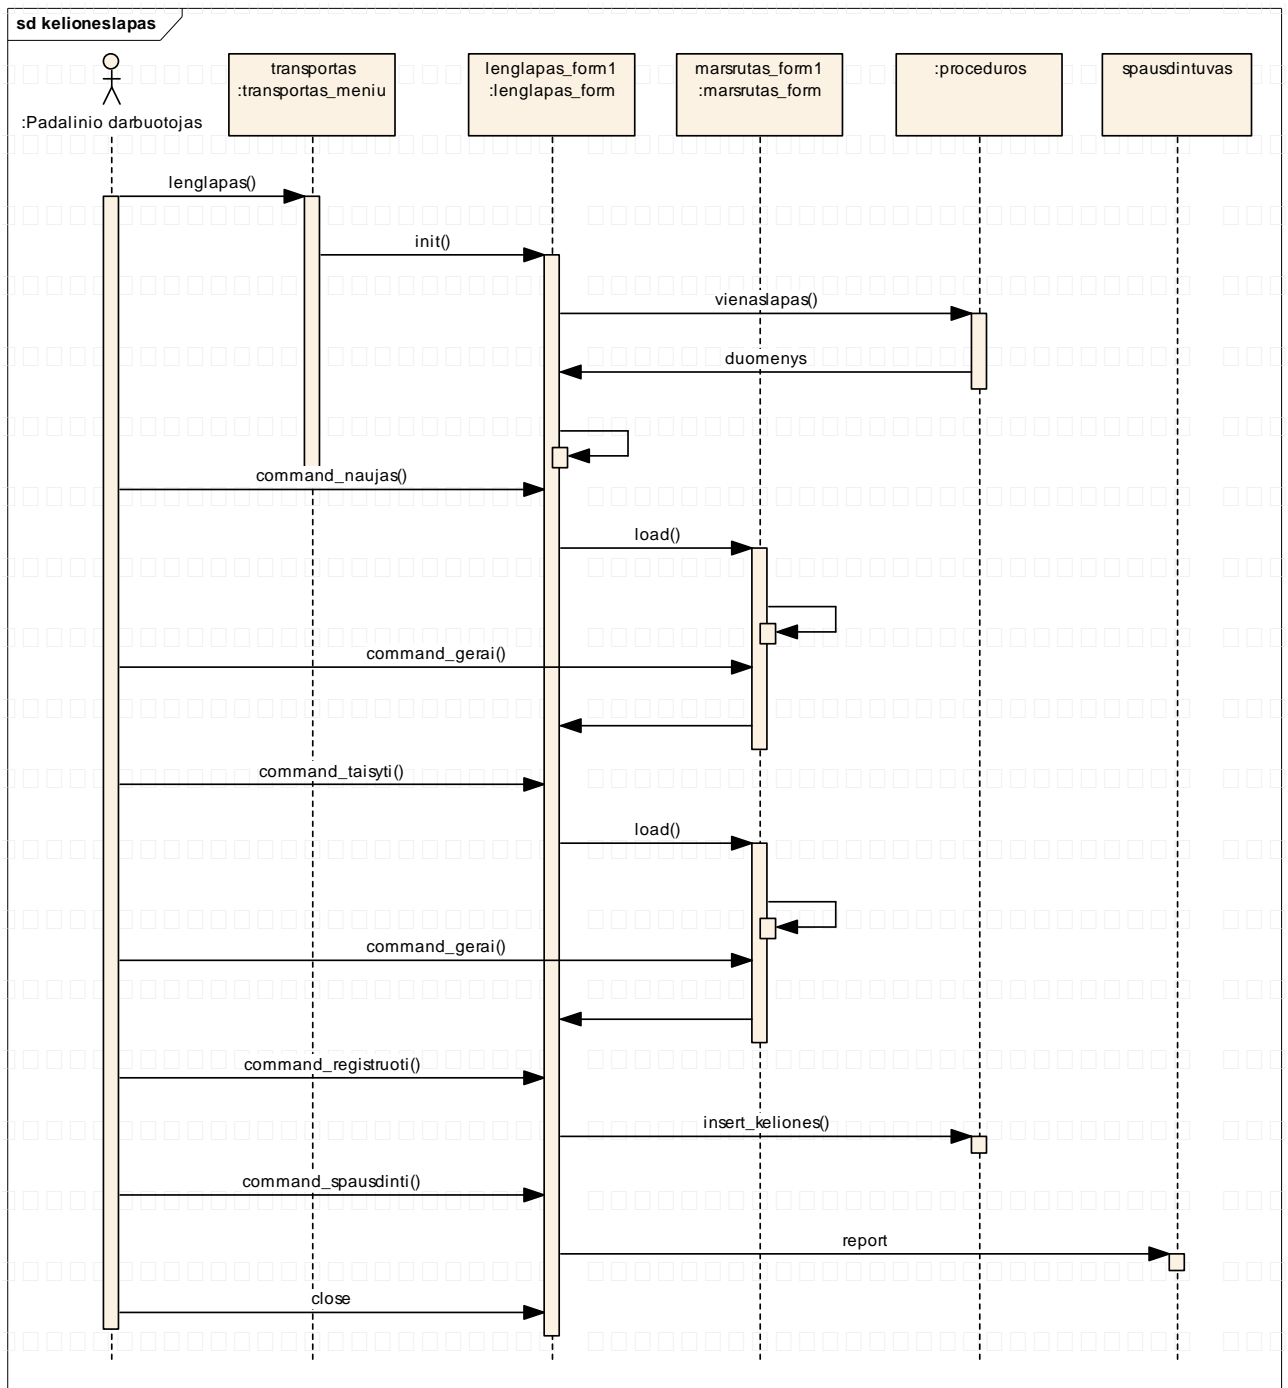 sd kelioneslapas
:Padalinio darbuotojas
transportas
:transportas_meniu
lenglapas_form1
:lenglapas_form
marsrutas_form1
:marsrutas_form
:proceduros
spausdintuvas
lenglapas()
init()
vienaslapas()
duomenys
command_naujas()
load()
command_gerai()
command_taisyti()
load()
command_gerai()
command_registruoti()
insert_keliones()
command_spausdinti()
report
close